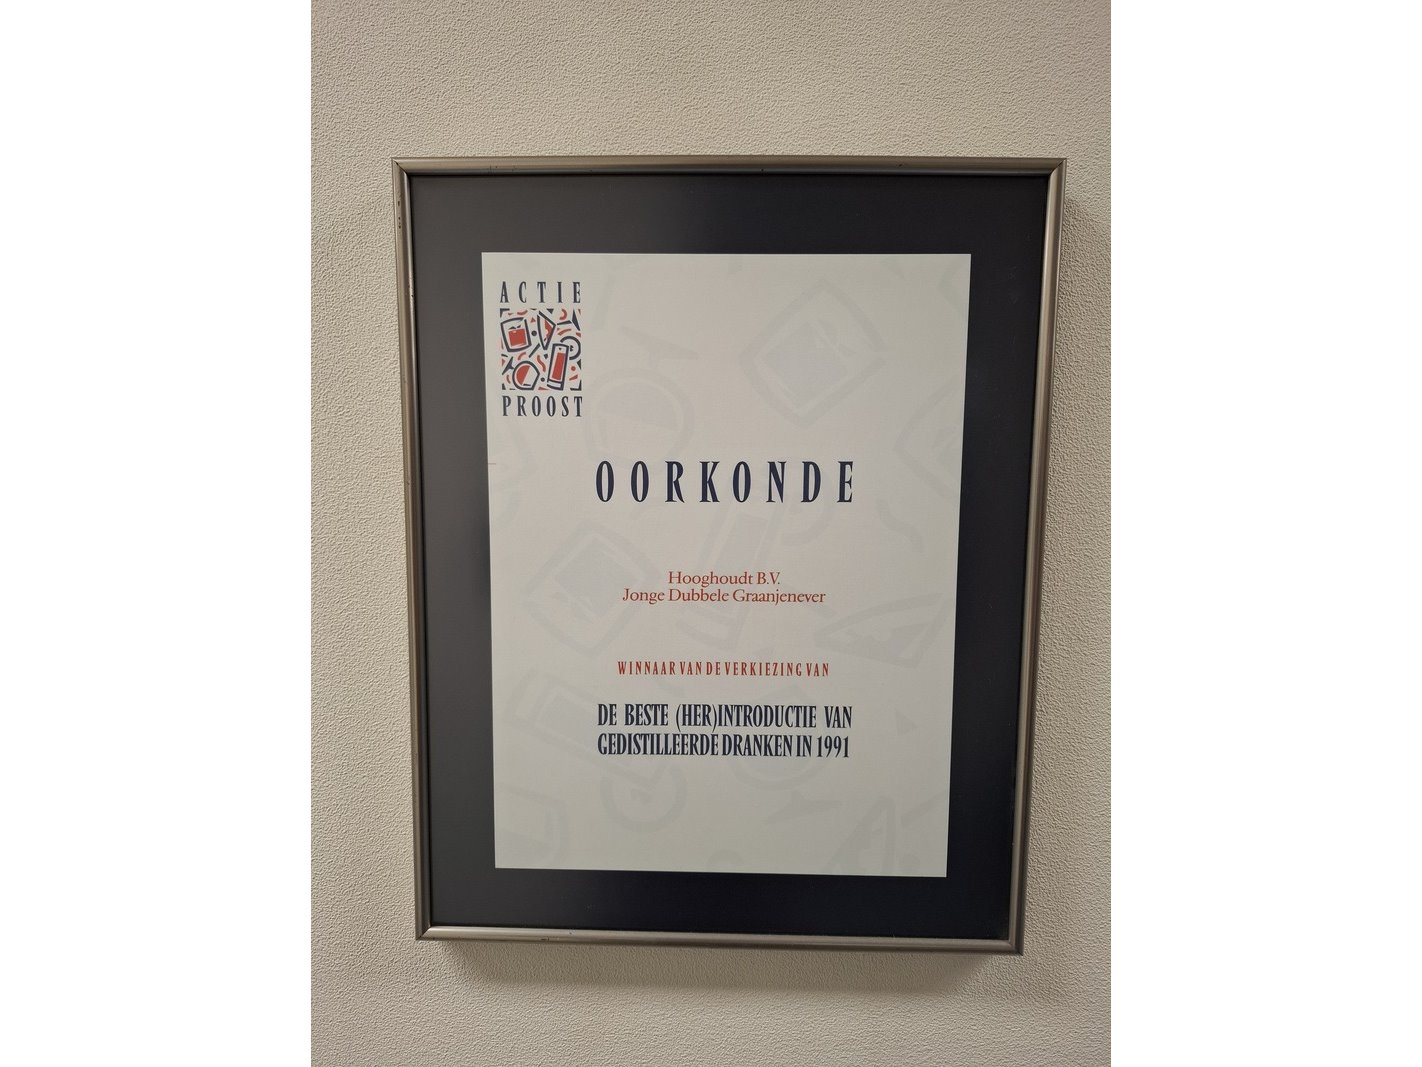 ACTIE
PROOST
OORKONDE
Hooghoudt B.V.
Jonge Dubbele Graanjenever
WINNAAR VAN DE VERKIEZING VAN
DE BESTE (HER)INTRODUCTIE VAN
GEDISTILLEERDE DRANKEN IN 1991